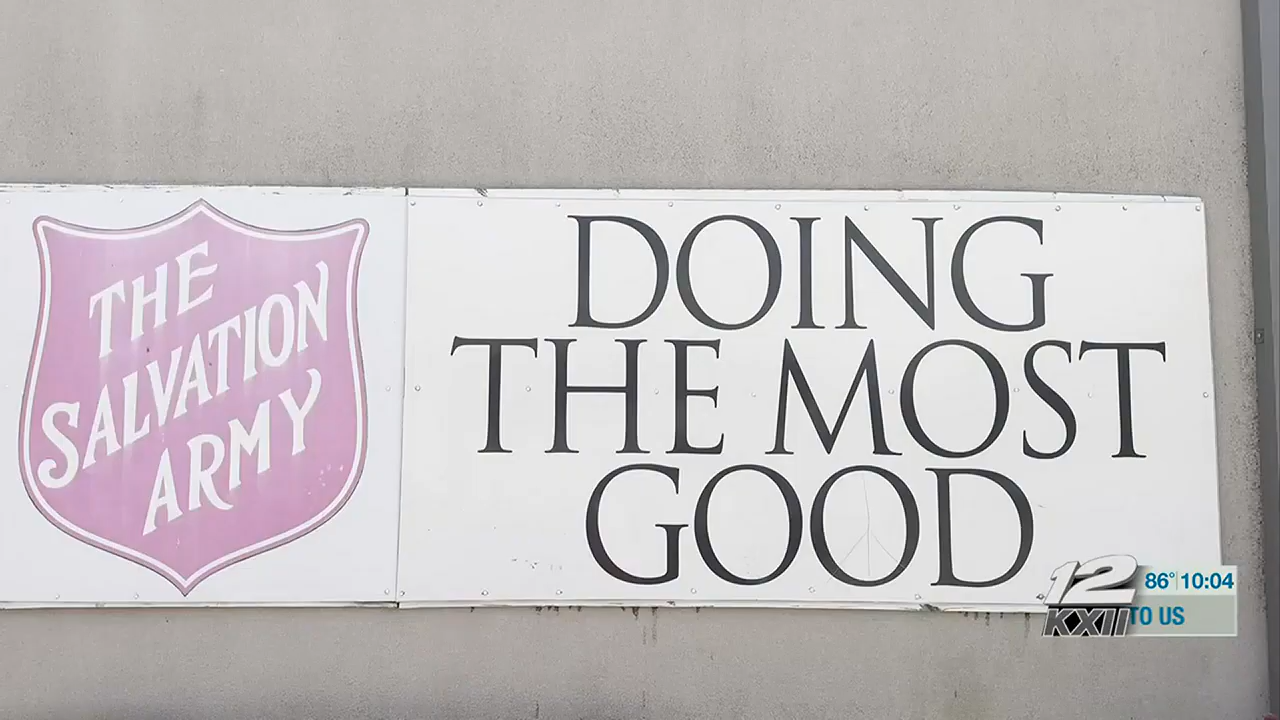 THE
SALVATION
ARMY
DOING
THE MOST
GOOD
12
KXII
86° 10:04
TO US